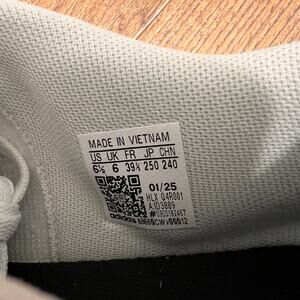 MADE IN VIETNAM
US UK FR JP CHN
6½ 6 39⅓ 250 240
01/25
HLX 04R001
adidas